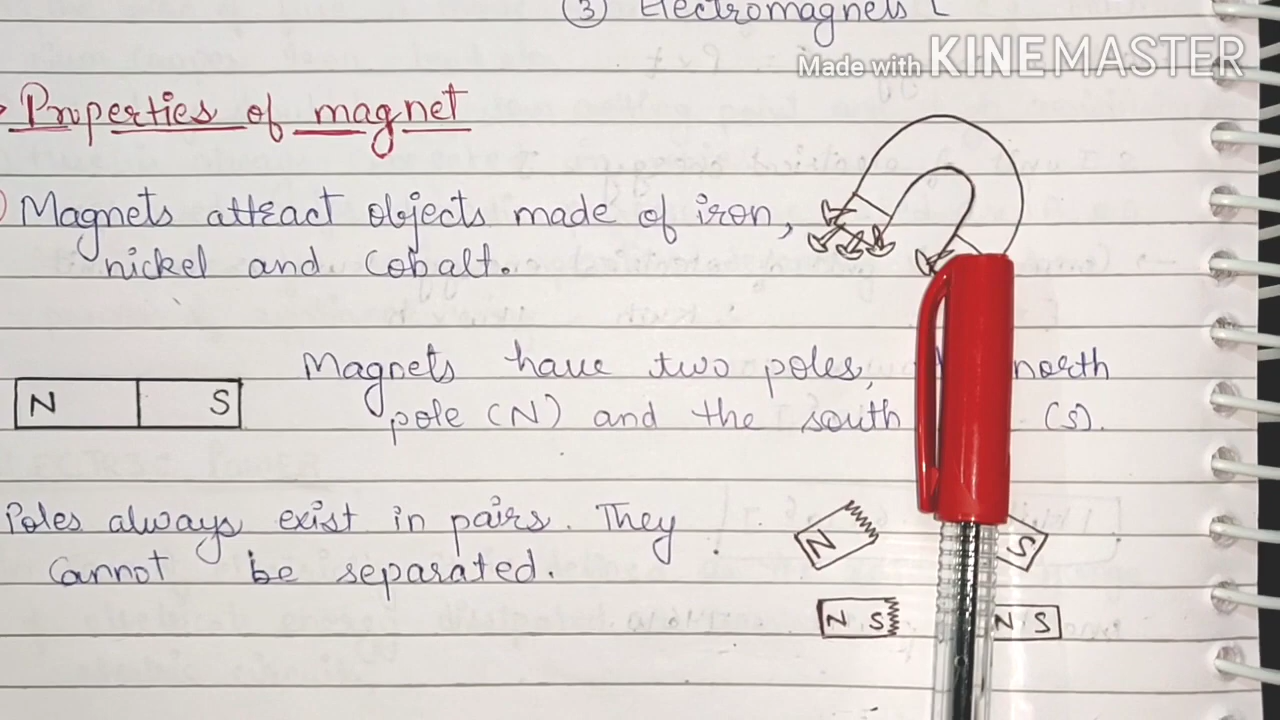 ③ Electromagnets
Made with KINEMASTER
Properties of magnet
Magnets attract objects made of iron,
nickel and cobalt.
N S
Magnets have two poles, north
pole (N) and the south (S).
Poles always exist in pairs. They
cannot be separated.
N S
N S N S